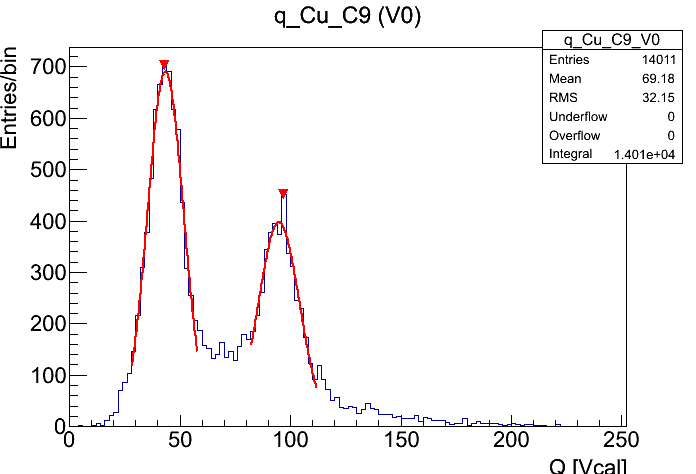 q_Cu_C9 (V0)
q_Cu_C9_V0
Entries 14011
Mean 69.18
RMS 32.15
Underflow 0
Overflow 0
Integral 1.401e+04
Entries/bin
700
600
500
400
300
200
100
0
0 50 100 150 200 250
Q [Vcal]